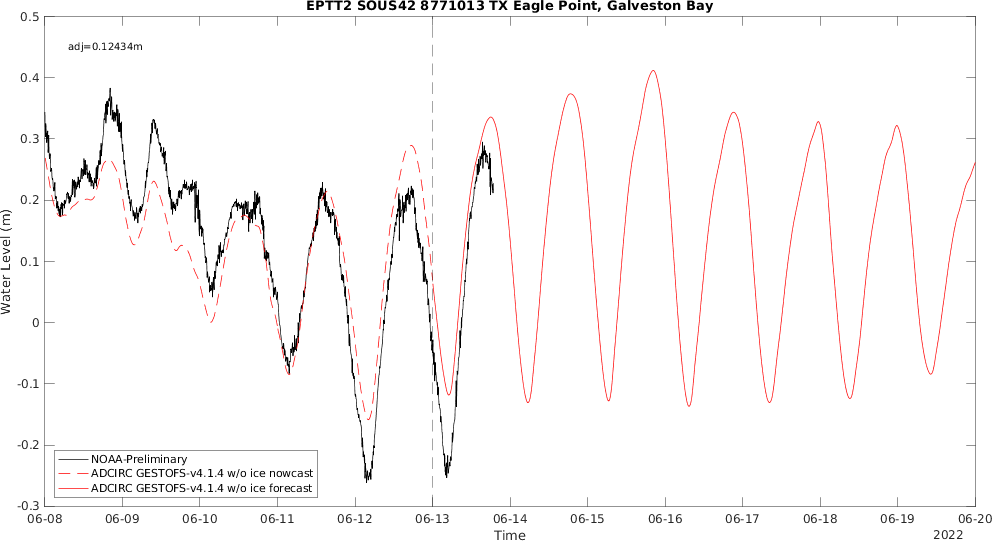 EPTT2 SOUS42 8771013 TX Eagle Point, Galveston Bay
adj=0.12434m
0.5
0.4
0.3
0.2
0.1
0
-0.1
-0.2
-0.3
Water Level (m)
NOAA-Preliminary
ADCIRC GESTOFS-v4.1.4 w/o ice nowcast
ADCIRC GESTOFS-v4.1.4 w/o ice forecast
06-08 06-09 06-10 06-11 06-12 06-13 06-14 06-15 06-16 06-17 06-18 06-19 06-20
Time
2022